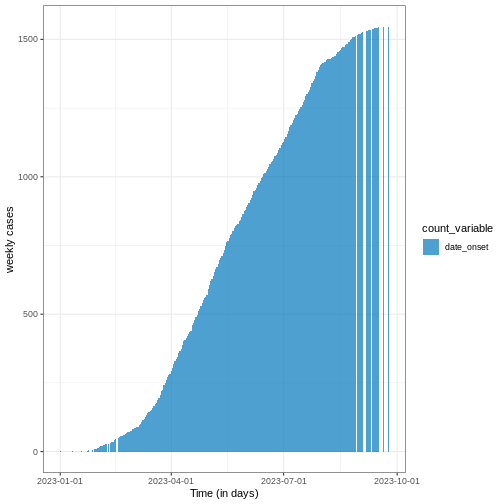 1500
1000
500
0
weekly cases
2023-01-01
2023-04-01
2023-07-01
2023-10-01
Time (in days)
count_variable
date_onset